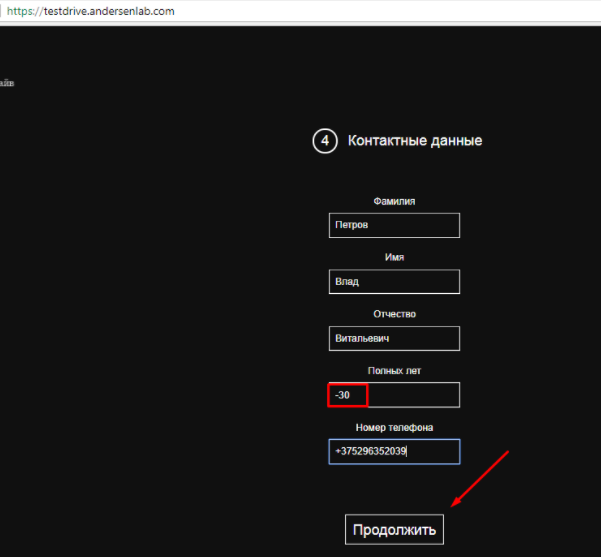 https://testdrive.andersenlab.com
айв
4 Контактные данные
Фамилия
Петров
Имя
Влад
Отчество
Витальевич
Полных лет
-30
Номер телефона
+375296352039
Продолжить